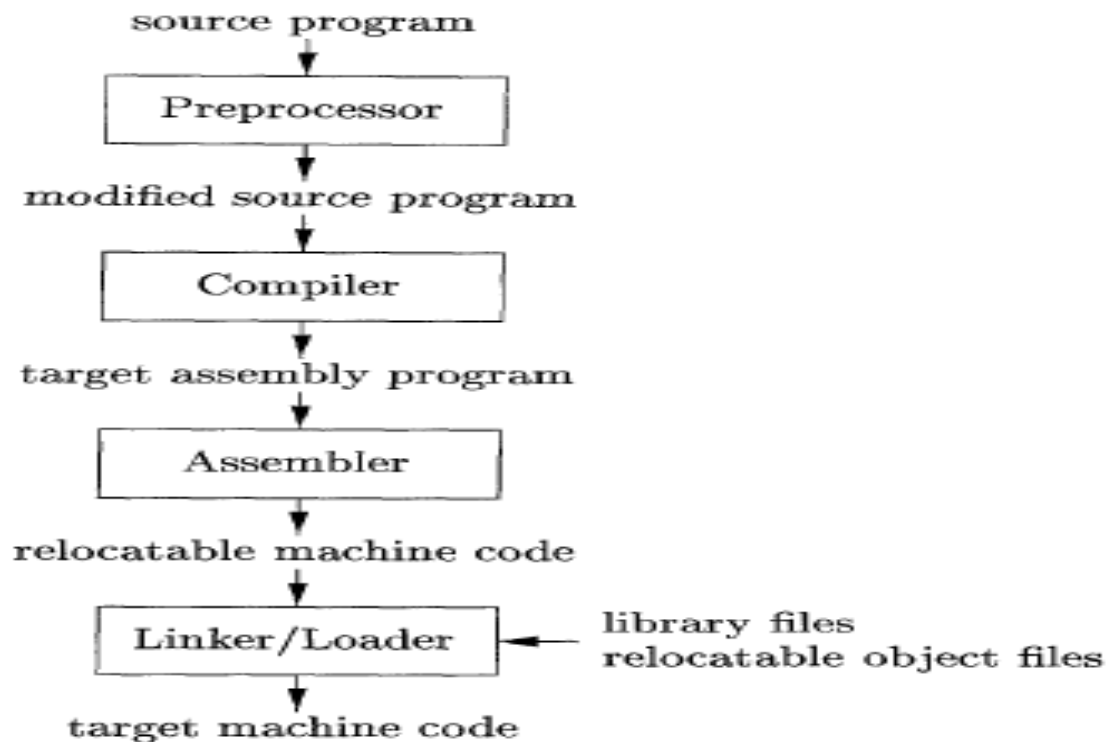 source program
Preprocessor
modified source program
Compiler
target assembly program
Assembler
relocatable machine code
Linker/Loader
library files
relocatable object files
target machine code